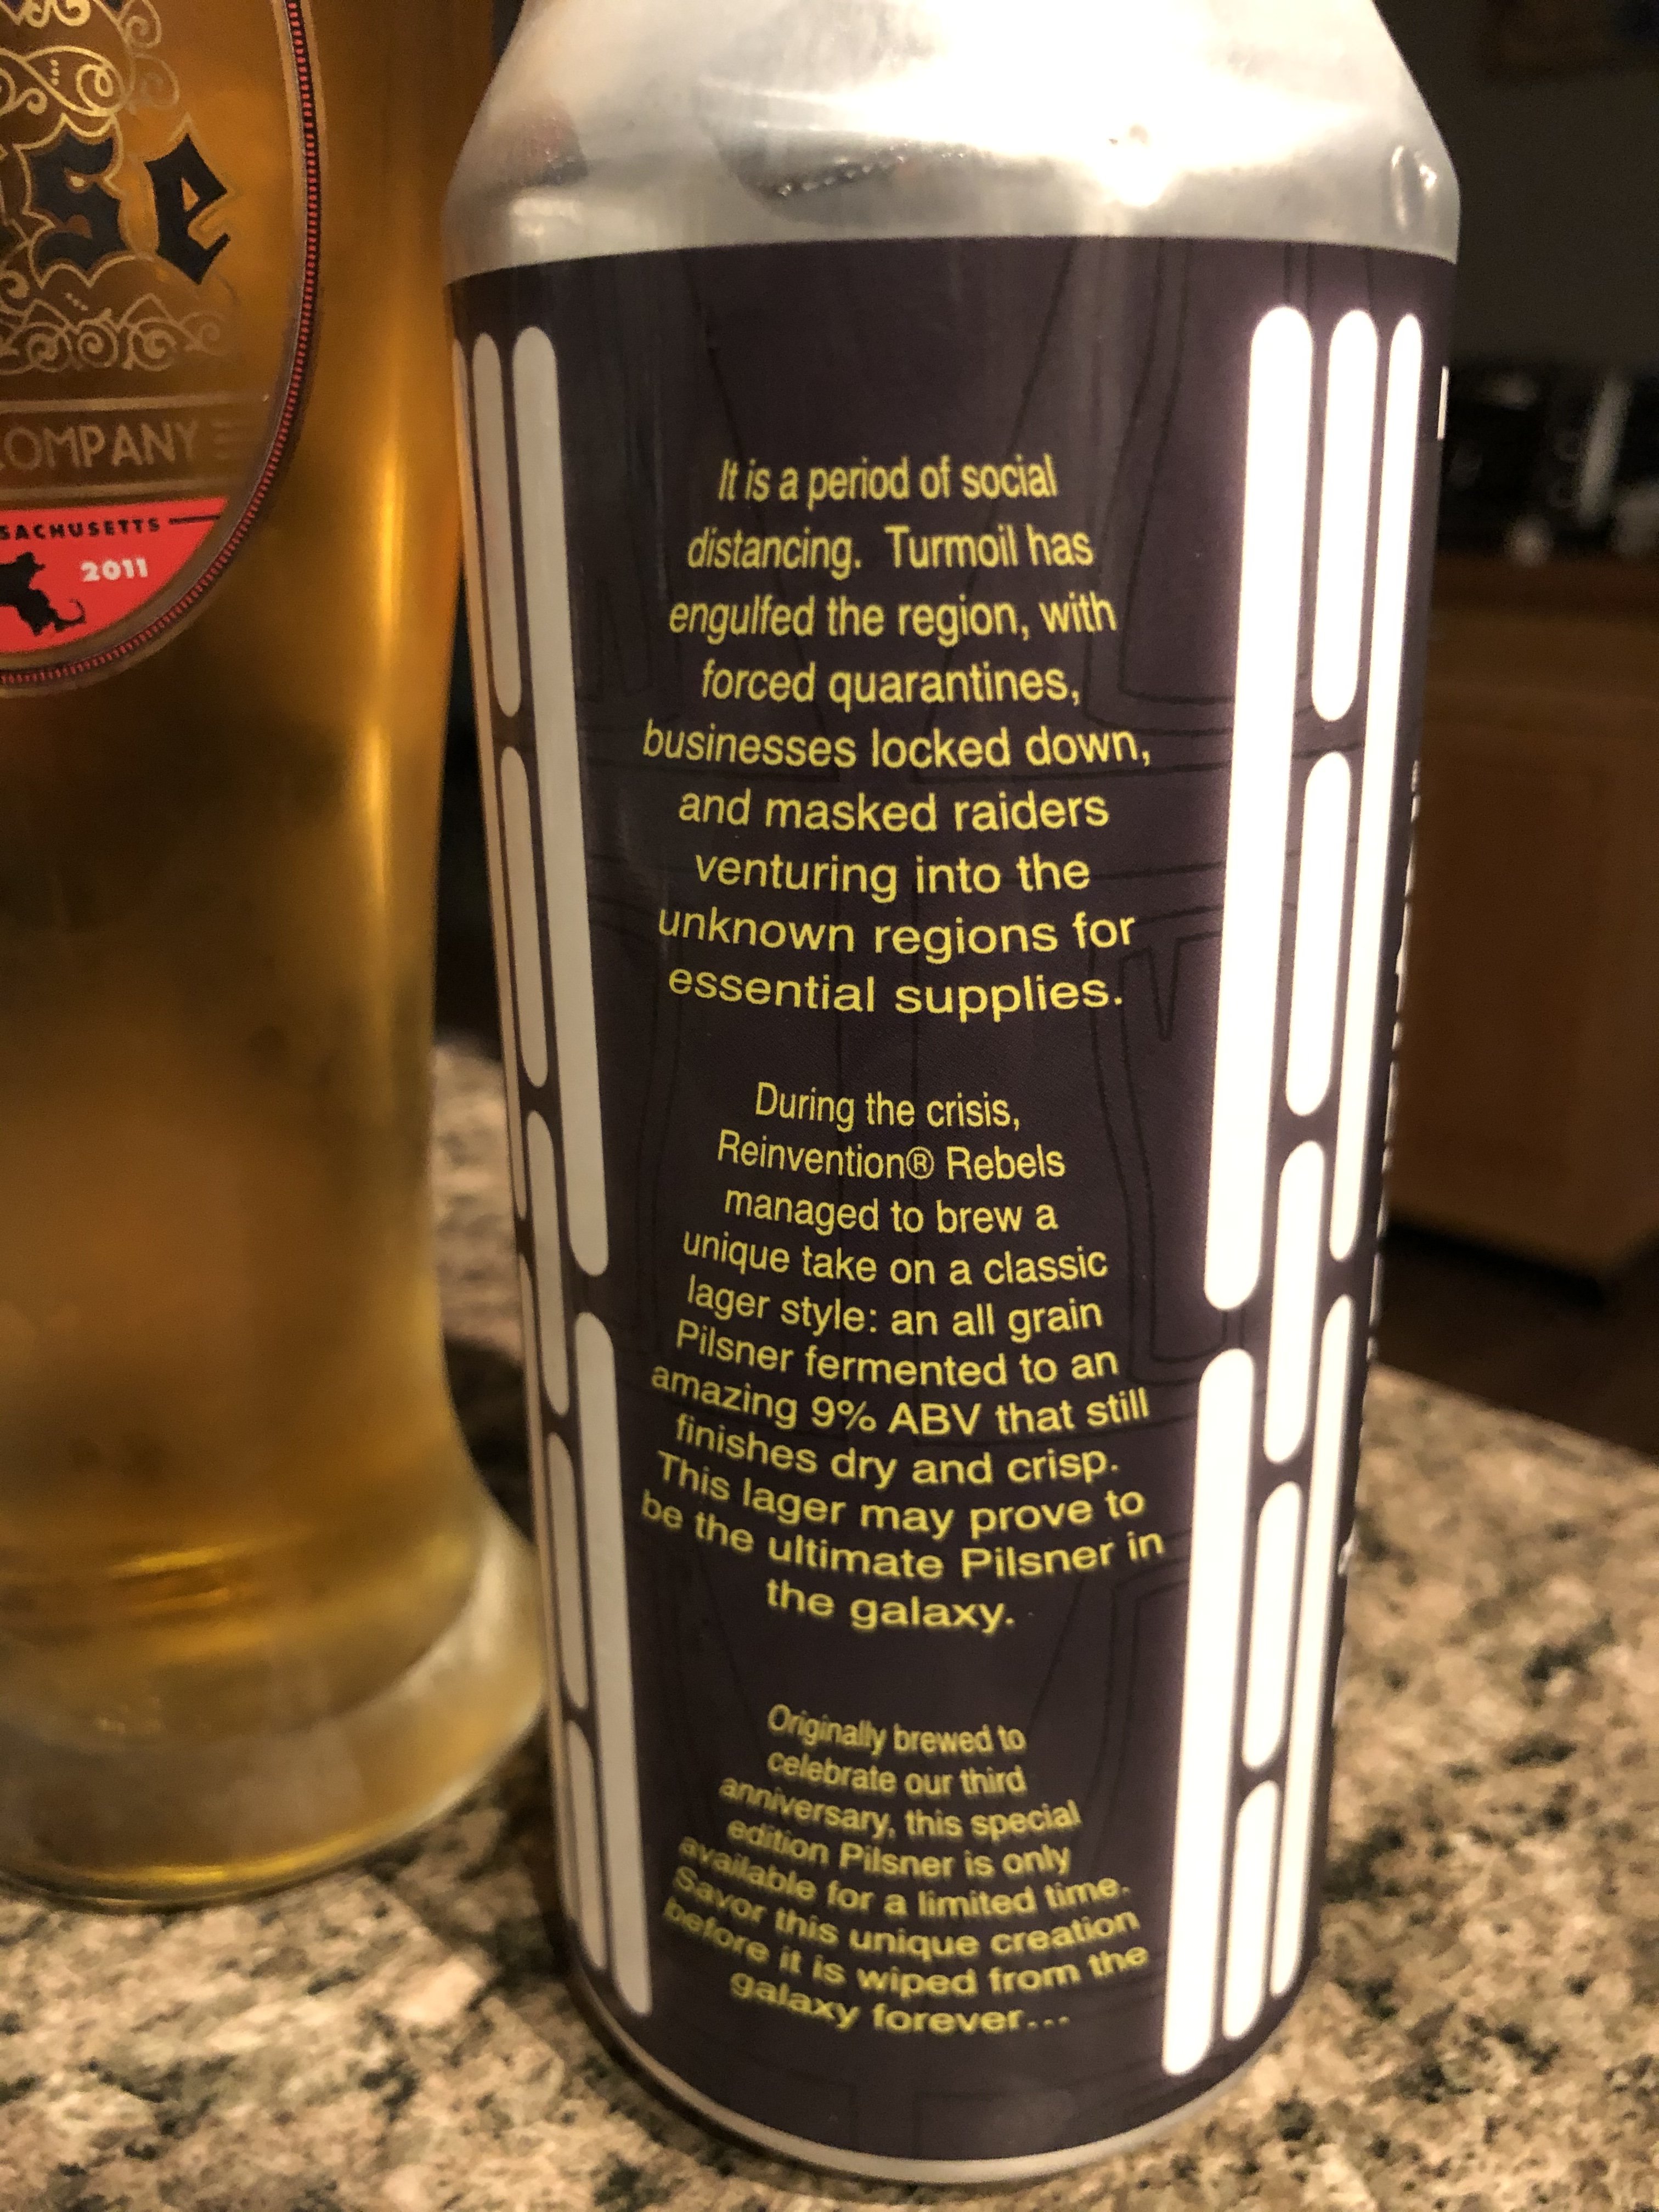 se
COMPANY
SACHUSETTS
2011
It is a period of social
distancing. Turmoil has
engulfed the region, with
forced quarantines,
businesses locked down,
and masked raiders
venturing into the
unknown regions for
essential supplies.
During the crisis,
Reinvention® Rebels
managed to brew a
unique take on a classic
lager style: an all grain
Pilsner fermented to an
amazing 9% ABV that still
finishes dry and crisp.
This lager may prove to
be the ultimate Pilsner in
the galaxy.
Originally brewed to
celebrate our third
anniversary, this special
edition Pilsner is only
available for a limited time.
Savor this unique creation
before it is wiped from the
galaxy forever...